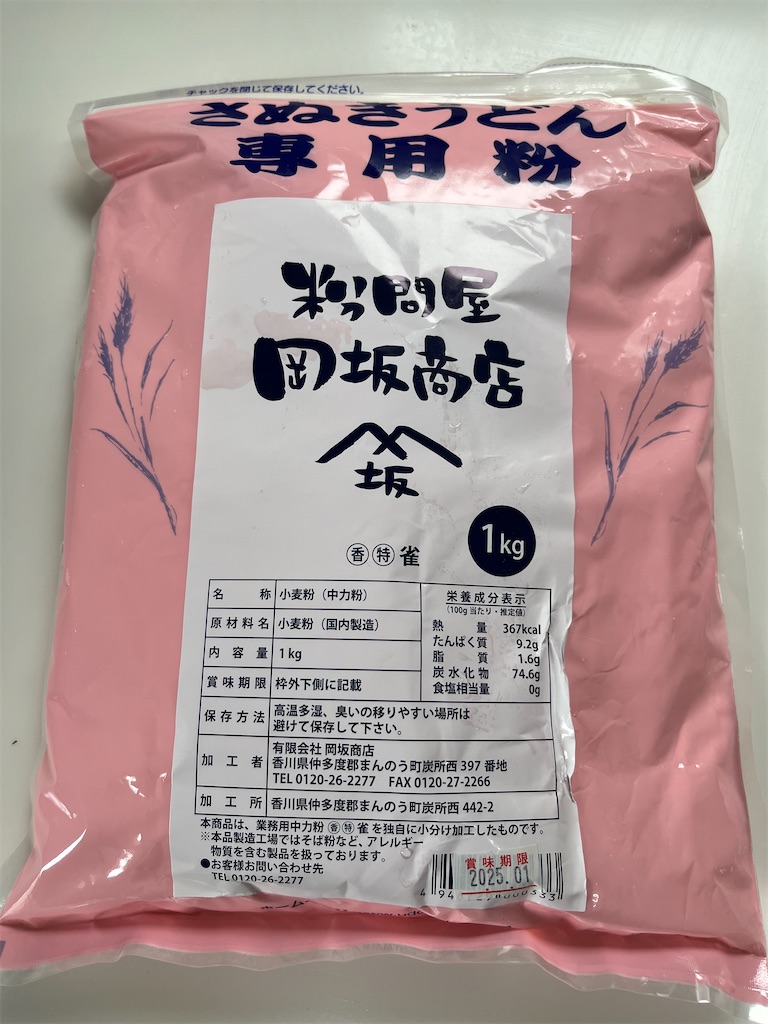 チャックを閉じて保存してください。
さぬきうどん
専用粉
粉問屋
岡坂商店
坂
1kg
㊕雀
名称 小麦粉（中力粉）
原材料名 小麦粉（国内製造）
内容量 1kg
賞味期限 枠外下側に記載
栄養成分表示
(100g当たり・推定値)
熱量 367kcal
たんぱく質 9.2g
脂質 1.6g
炭水化物 74.6g
食塩相当量 0g
保存方法 高温多湿、臭いの移りやすい場所は
避けて保存して下さい。
加工者 有限会社 岡坂商店
香川県仲多度郡まんのう町炭所西 397 番地
TEL 0120-26-2277 FAX 0120-27-2266
加工所 香川県仲多度郡まんのう町炭所西 442-2
本商品は、業務用中力粉 香特雀 を独自に小分け加工したものです。
※本品製造工場ではそば粉など、アレルギー
物質を含む製品を扱っております。
●お客様お問い合わせ先
TEL 0120-26-2277
賞味期限
2025.01